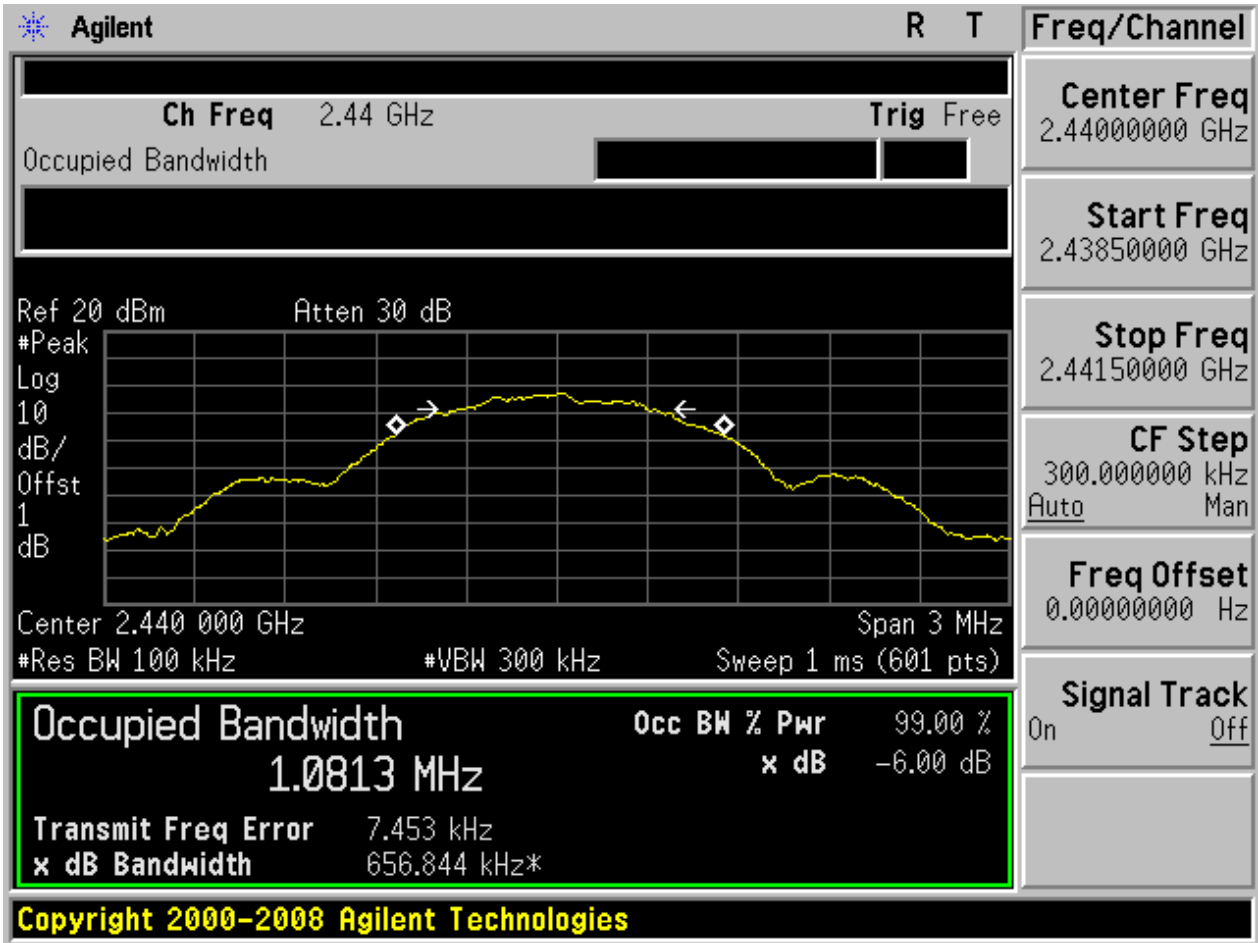 Agilent R T
Freq/Channel
Ch Freq 2.44 GHz Trig Free
Occupied Bandwidth
Center Freq
2.44000000 GHz
Start Freq
2.43850000 GHz
Stop Freq
2.44150000 GHz
CF Step
300.000000 kHz
Auto Man
Freq Offset
0.00000000 Hz
Signal Track
On Off
Ref 20 dBm Atten 30 dB
#Peak
Log
10
dB/
Offst
1
dB
Center 2.440 000 GHz Span 3 MHz
#Res BW 100 kHz #VBW 300 kHz Sweep 1 ms (601 pts)
Occupied Bandwidth
1.0813 MHz
Occ BW % Pwr 99.00 %
x dB -6.00 dB
Transmit Freq Error 7.453 kHz
x dB Bandwidth 656.844 kHz*
Copyright 2000-2008 Agilent Technologies